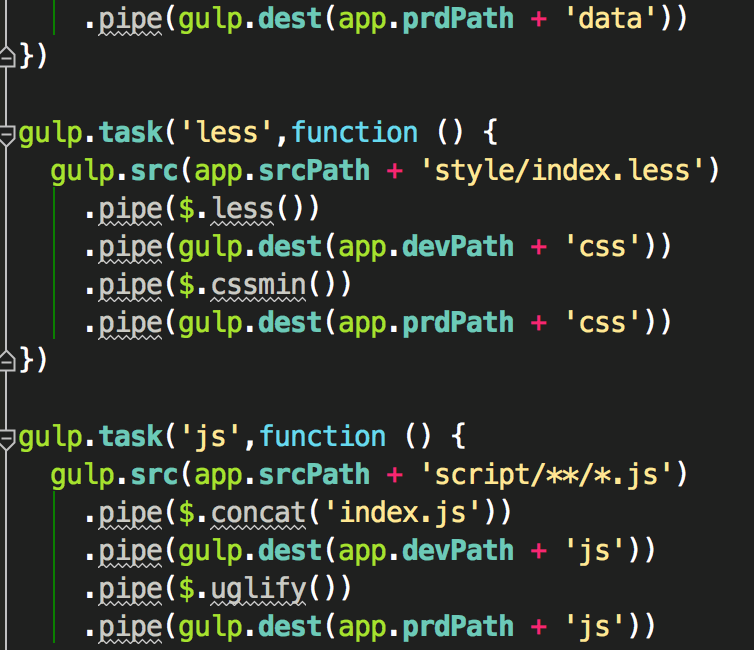 .pipe(gulp.dest(app.prdPath + 'data'))
})
gulp.task('less',function () {
gulp.src(app.srcPath + 'style/index.less')
.pipe($.less())
.pipe(gulp.dest(app.devPath + 'css'))
.pipe($.cssmin())
.pipe(gulp.dest(app.prdPath + 'css'))
})
gulp.task('js',function () {
gulp.src(app.srcPath + 'script/**/*.js')
.pipe($.concat('index.js'))
.pipe(gulp.dest(app.devPath + 'js'))
.pipe($.uglify())
.pipe(gulp.dest(app.prdPath + 'js'))